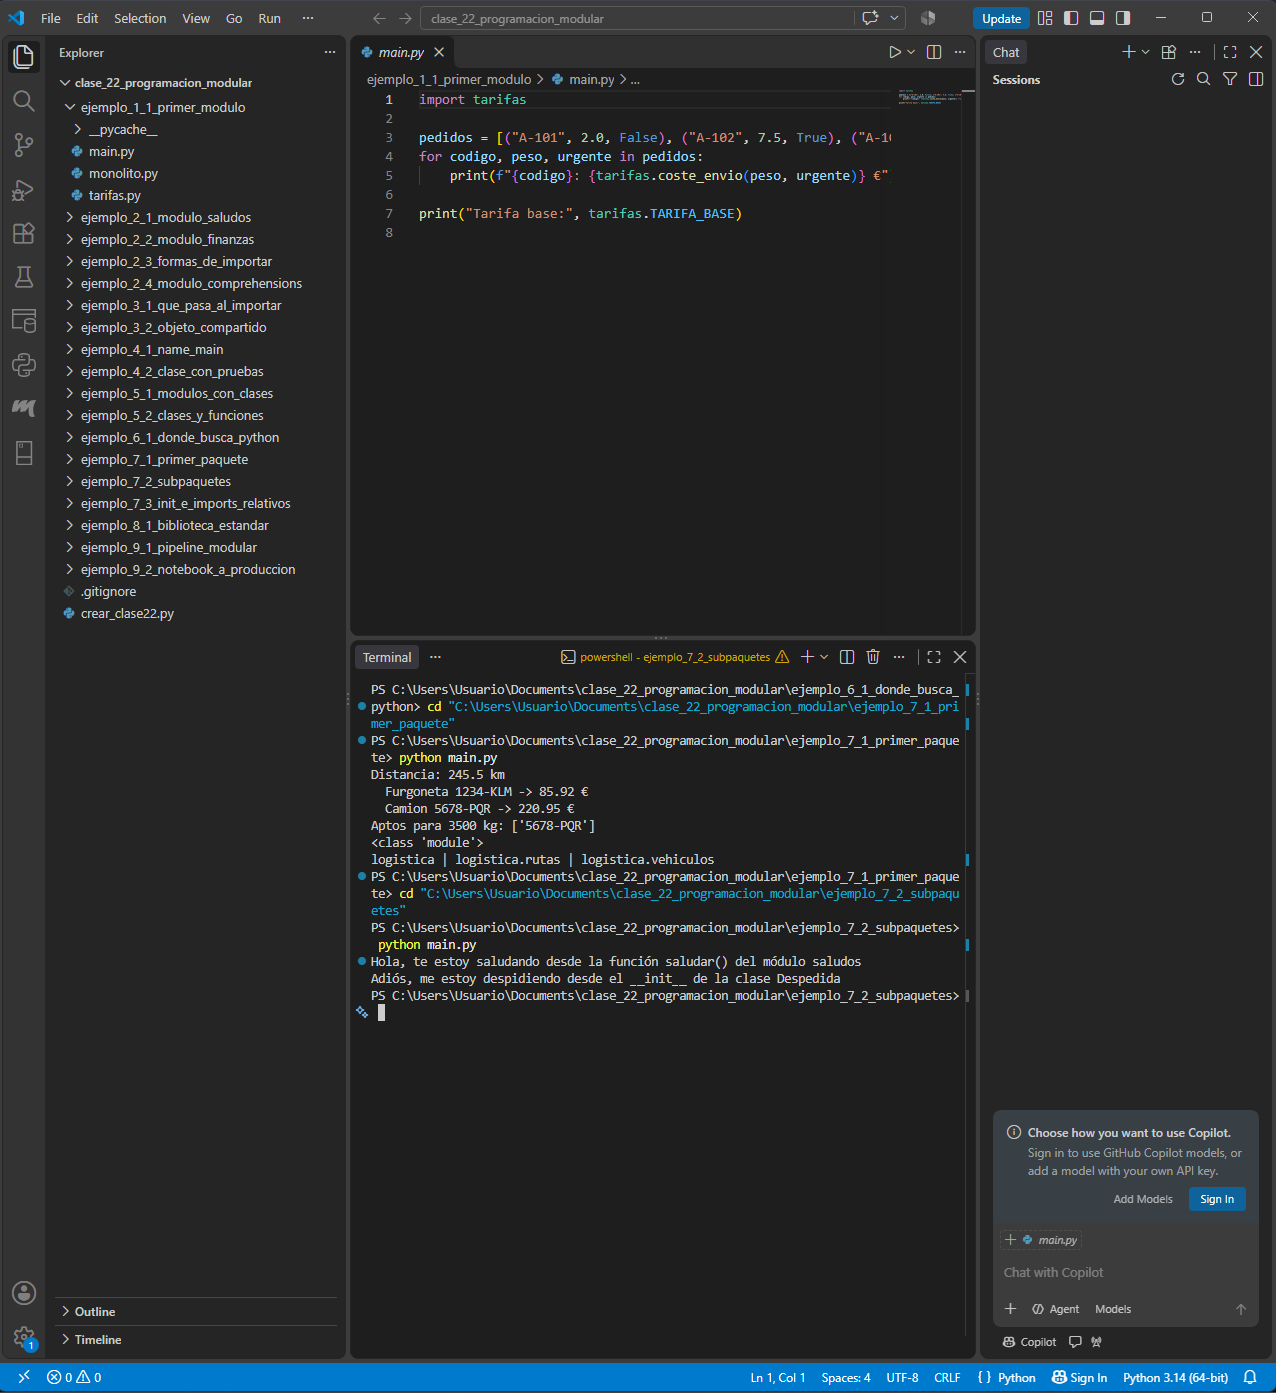 File Edit Selection View Go Run ··· clase_22_programacion_modular Update
Explorer ···
clase_22_programacion_modular
ejemplo_1_1_primer_modulo
__pycache__
main.py
monolito.py
tarifas.py
ejemplo_2_1_modulo_saludos
ejemplo_2_2_modulo_finanzas
ejemplo_2_3_formas_de_importar
ejemplo_2_4_modulo_comprehensions
ejemplo_3_1_que_pasa_al_importar
ejemplo_3_2_objeto_compartido
ejemplo_4_1_name_main
ejemplo_4_2_clase_con_pruebas
ejemplo_5_1_modulos_con_clases
ejemplo_5_2_clases_y_funciones
ejemplo_6_1_donde_busca_python
ejemplo_7_1_primer_paquete
ejemplo_7_2_subpaquetes
ejemplo_7_3_init_e_imports_relativos
ejemplo_8_1_biblioteca_estandar
ejemplo_9_1_pipeline_modular
ejemplo_9_2_notebook_a_produccion
.gitignore
crear_clase22.py
Outline
Timeline
main.py
ejemplo_1_1_primer_modulo > main.py > ...
1 import tarifas
2
3 pedidos = [("A-101", 2.0, False), ("A-102", 7.5, True), ("A-10
4 for codigo, peso, urgente in pedidos:
5 print(f"{codigo}: {tarifas.coste_envio(peso, urgente)} €"
6
7 print("Tarifa base:", tarifas.TARIFA_BASE)
8
Terminal ··· powershell - ejemplo_7_2_subpaquetes
PS C:\Users\Usuario\Documents\clase_22_programacion_modular\ejemplo_6_1_donde_busca_
python> cd "C:\Users\Usuario\Documents\clase_22_programacion_modular\ejemplo_7_1_pri
mer_paquete"
PS C:\Users\Usuario\Documents\clase_22_programacion_modular\ejemplo_7_1_primer_paque
te> python main.py
Distancia: 245.5 km
Furgoneta 1234-KLM -> 85.92 €
Camion 5678-PQR -> 220.95 €
Aptos para 3500 kg: ['5678-PQR']
<class 'module'>
logistica | logistica.rutas | logistica.vehiculos
PS C:\Users\Usuario\Documents\clase_22_programacion_modular\ejemplo_7_1_primer_paque
te> cd "C:\Users\Usuario\Documents\clase_22_programacion_modular\ejemplo_7_2_subpaqu
etes"
PS C:\Users\Usuario\Documents\clase_22_programacion_modular\ejemplo_7_2_subpaquetes>
python main.py
Hola, te estoy saludando desde la función saludar() del módulo saludos
Adiós, me estoy despidiendo desde el __init__ de la clase Despedida
PS C:\Users\Usuario\Documents\clase_22_programacion_modular\ejemplo_7_2_subpaquetes>
Chat
Sessions
Choose how you want to use Copilot.
Sign in to use GitHub Copilot models, or
add a model with your own API key.
Add Models Sign In
main.py
Chat with Copilot
Agent Models
Copilot
1
0 0 Ln 1, Col 1 Spaces: 4 UTF-8 CRLF { } Python Sign In Python 3.14 (64-bit)